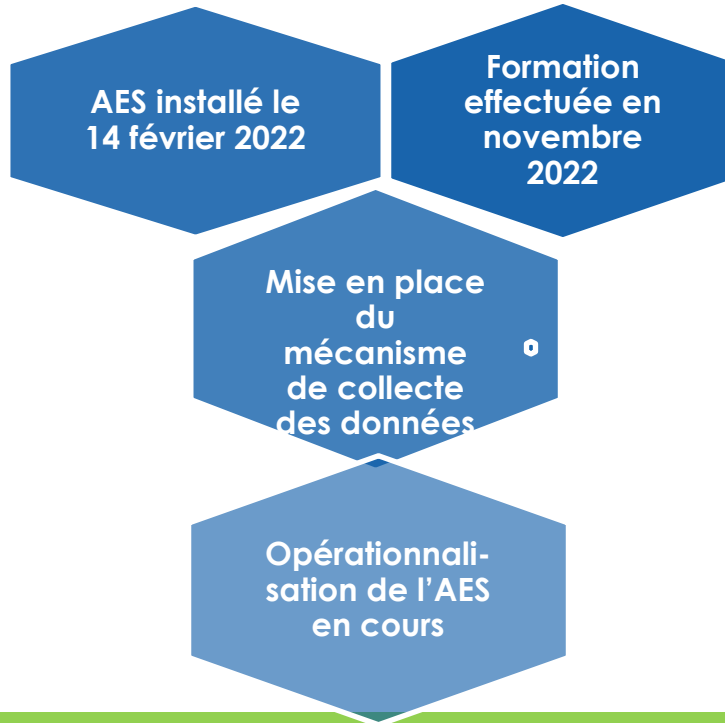 AES installé le
14 février 2022
Formation
effectuée en
novembre
2022
Mise en place
du
mécanisme
de collecte
des données
Opérationnali-
sation de l’AES
en cours